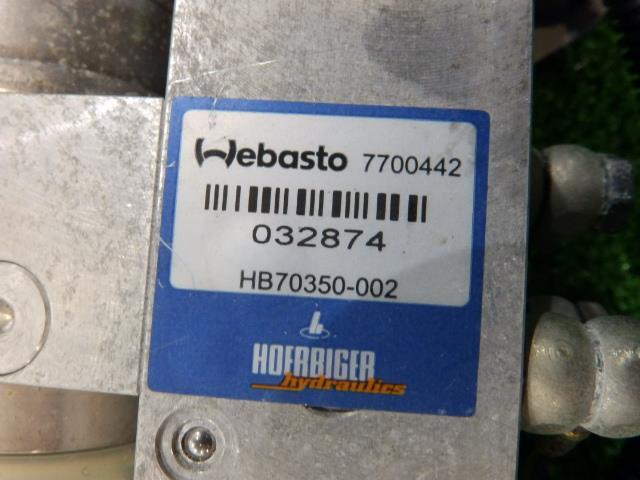 Webasto 7700442
032874
HB70350-002
HOERBIGER
hydraulics